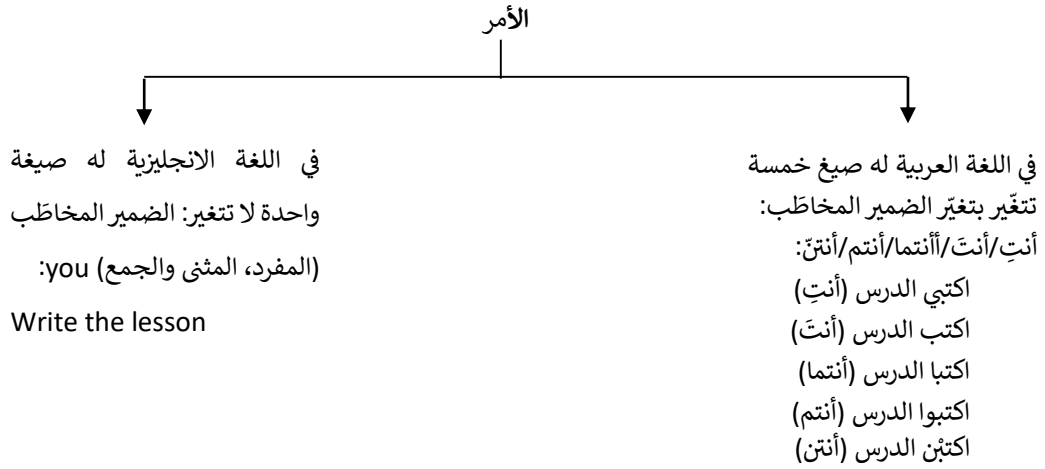 الأمر
في اللغة العربية له صيغ خمسة
تتغّير بتغيّر الضمير المخاطَب:
أنتِ/أنتَ/أأنتما/أنتم/أنتنّ:
اكتبي الدرس (أنتِ)
اكتب الدرس (أنتَ)
اكتبا الدرس (أنتما)
اكتبوا الدرس (أنتم)
اكتبْن الدرس (أنتن)
في اللغة الانجليزية له صيغة
واحدة لا تتغير: الضمير المخاطَب
(المفرد، المثنى والجمع) you:
Write the lesson